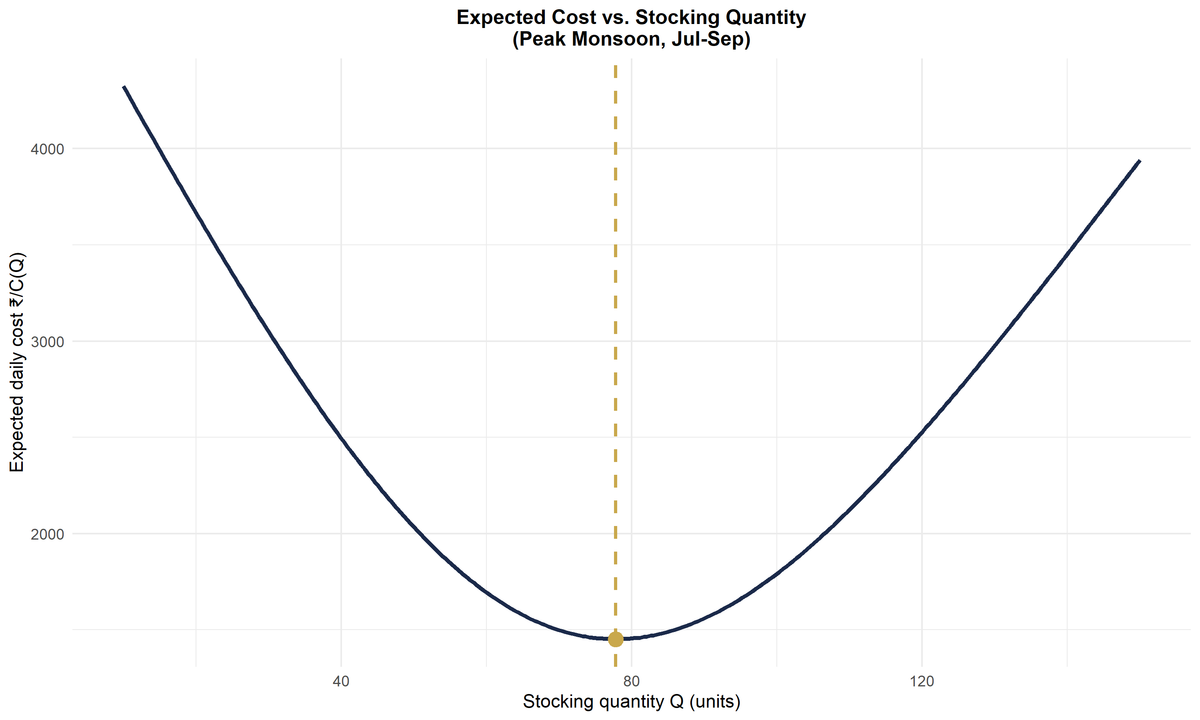 Expected Cost vs. Stocking Quantity
(Peak Monsoon, Jul-Sep)
Expected daily cost ₹/C(Q)
4000
3000
2000
40
80
120
Stocking quantity Q (units)